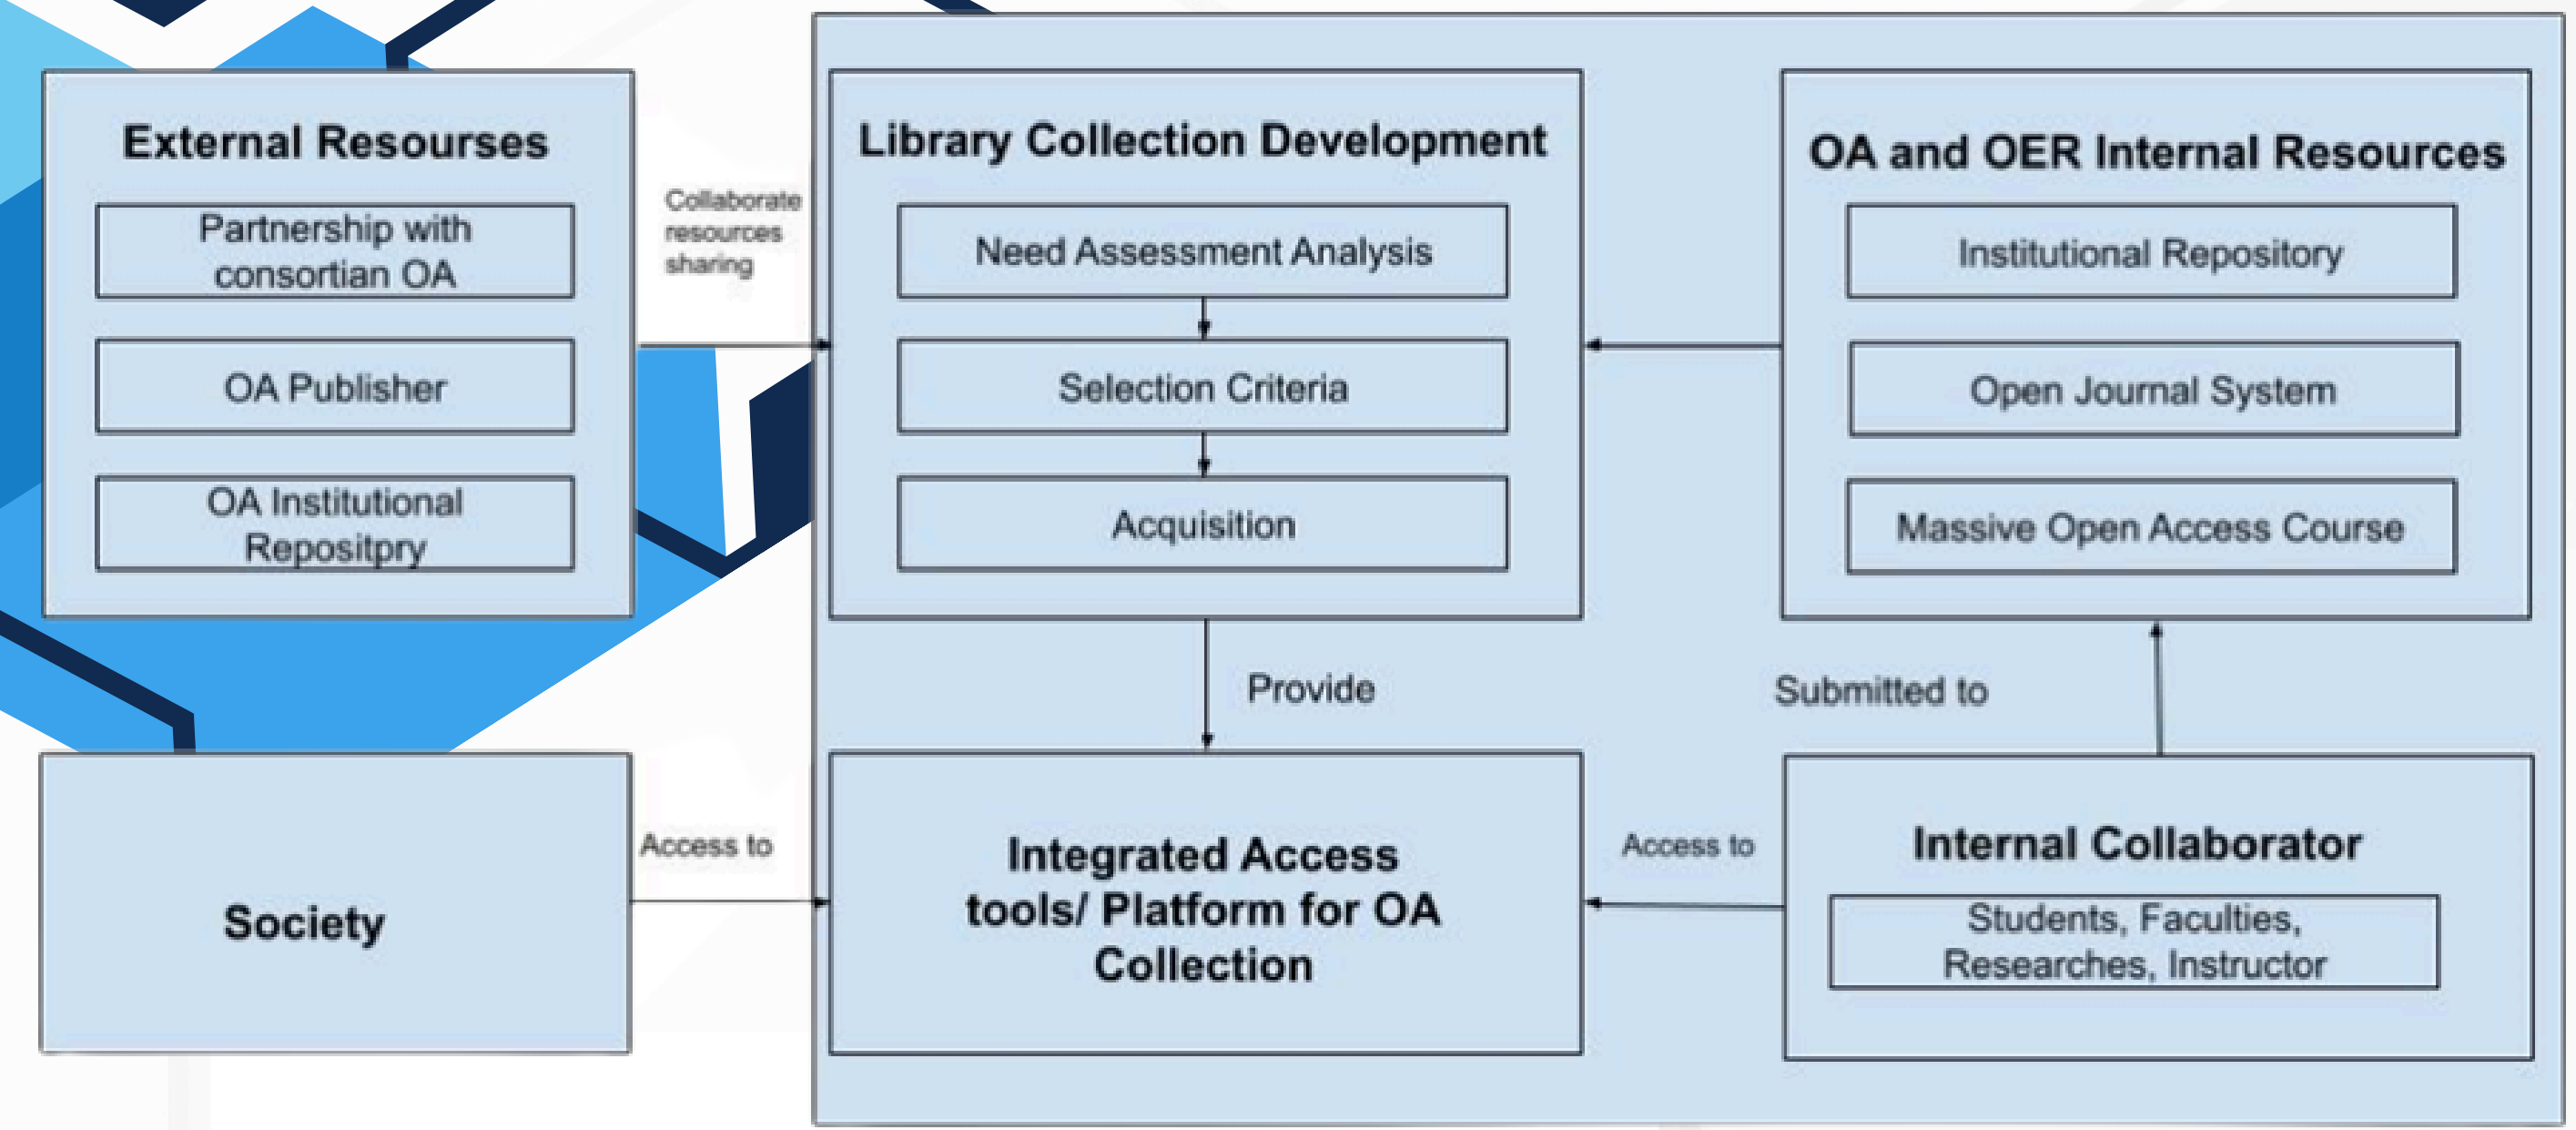 External Resourses
Partnership with
consortian OA
OA Publisher
OA Institutional
Repositpry
Collaborate
resources
sharing
Library Collection Development
Need Assessment Analysis
Selection Criteria
Acquisition
OA and OER Internal Resources
Institutional Repository
Open Journal System
Massive Open Access Course
Provide
Submitted to
Society
Access to
Integrated Access
tools/ Platform for OA
Collection
Access to
Internal Collaborator
Students, Faculties,
Researches, Instructor